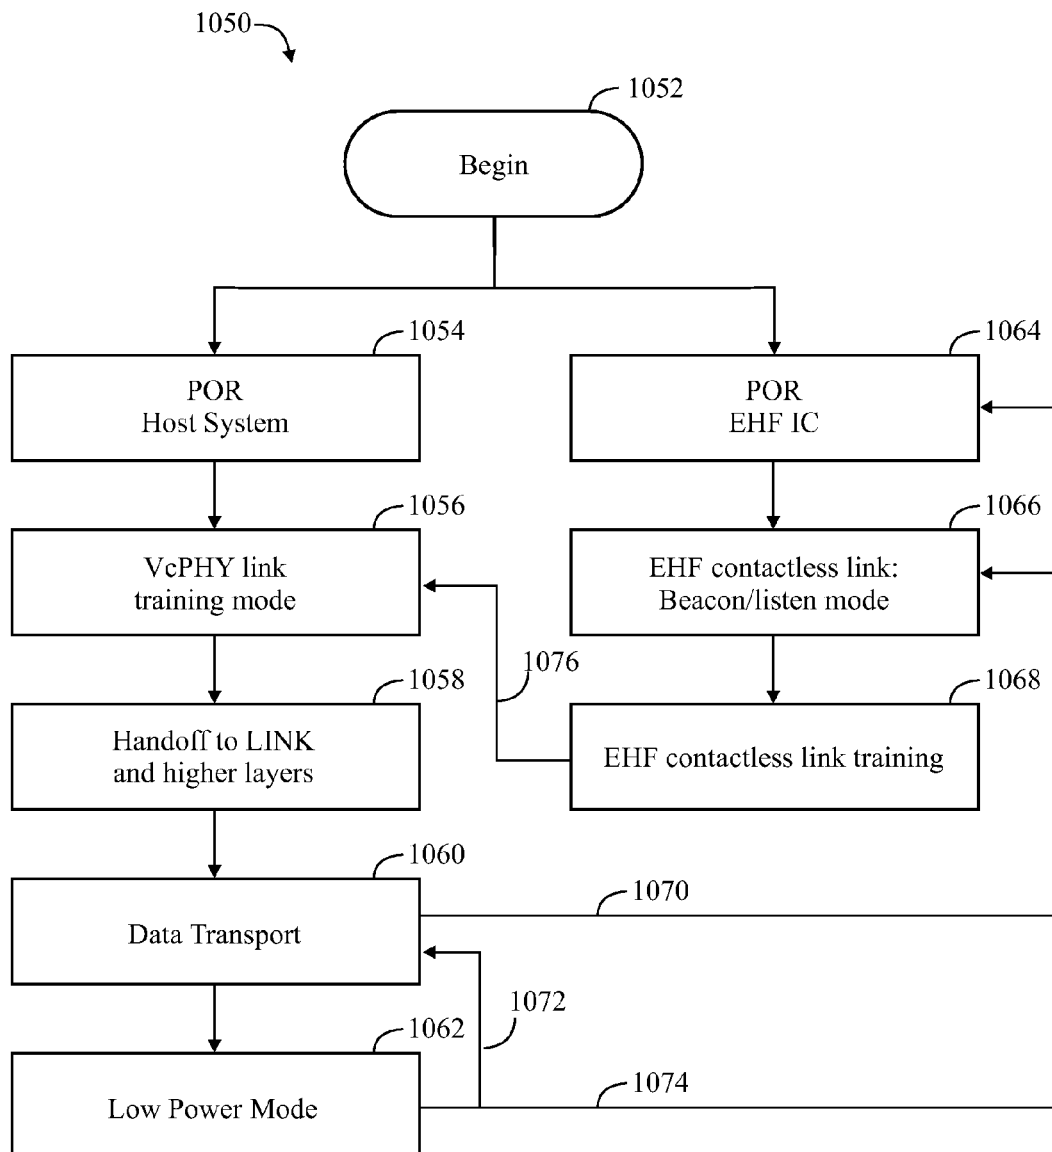 1050
1052
Begin
1054
POR
Host System
1064
POR
EHF IC
1056
VcPHY link
training mode
1066
EHF contactless link:
Beacon/listen mode
1076
1058
Handoff to LINK
and higher layers
1068
EHF contactless link training
1060
Data Transport
1070
1072
1062
Low Power Mode
1074